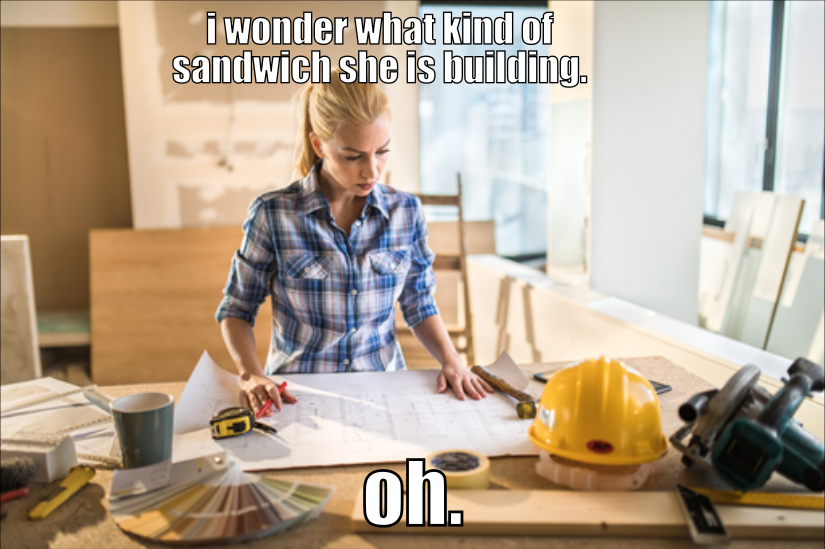 i wonder what kind of
sandwich she is building.
oh.